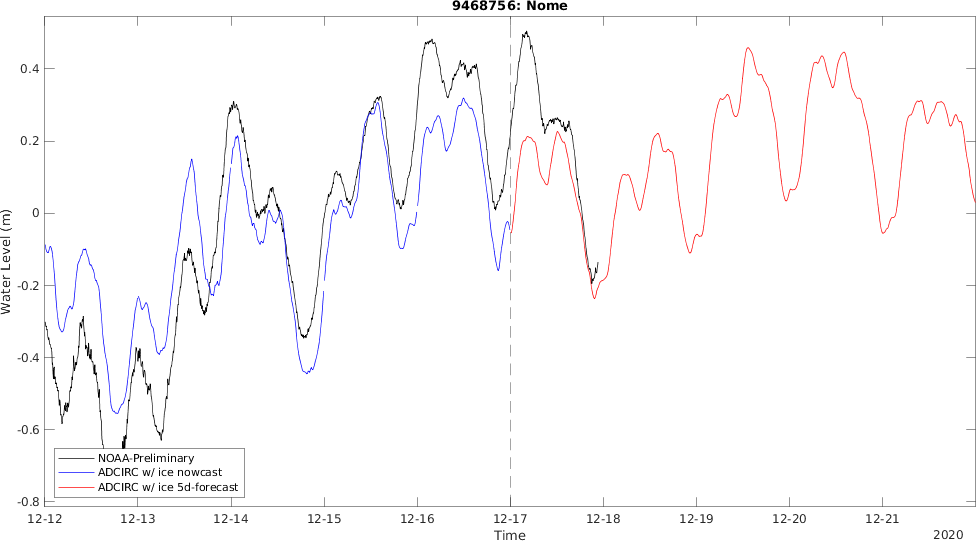 9468756: Nome
Water Level (m)
0.4
0.2
0
-0.2
-0.4
-0.6
-0.8
NOAA-Preliminary
ADCIRC w/ ice nowcast
ADCIRC w/ ice 5d-forecast
12-12 12-13 12-14 12-15 12-16 12-17 12-18 12-19 12-20 12-21
Time
2020